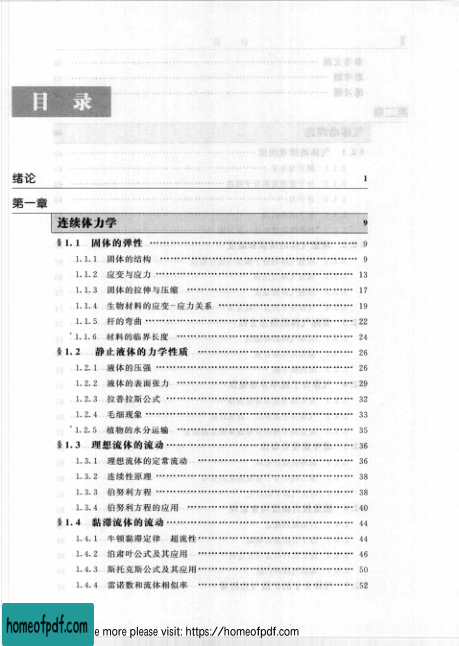 目 录
绪论 1
第一章
连续体力学 9
§1.1 固体的弹性 9
1.1.1 固体的结构 9
1.1.2 应变与应力 13
1.1.3 固体的拉伸与压缩 17
1.1.4 生物材料的应变-应力关系 19
1.1.5 杆的弯曲 22
*1.1.6 材料的临界长度 24
§1.2 静止液体的力学性质 26
1.2.1 液体的压强 26
1.2.2 液体的表面张力 29
1.2.3 拉普拉斯公式 32
1.2.4 毛细现象 33
*1.2.5 植物的水分运输 35
§1.3 理想流体的流动 36
1.3.1 理想流体的定常流动 36
1.3.2 连续性原理 38
1.3.3 伯努利方程 38
1.3.4 伯努利方程的应用 40
§1.4 黏滞流体的流动 44
1.4.1 牛顿黏滞定律 超流性 44
1.4.2 泊肃叶公式及其应用 46
1.4.3 斯托克斯公式及其应用 50
1.4.4 雷诺数和流体相似率 52
homeofpdf.com
e more please visit: https://homeofpdf.com